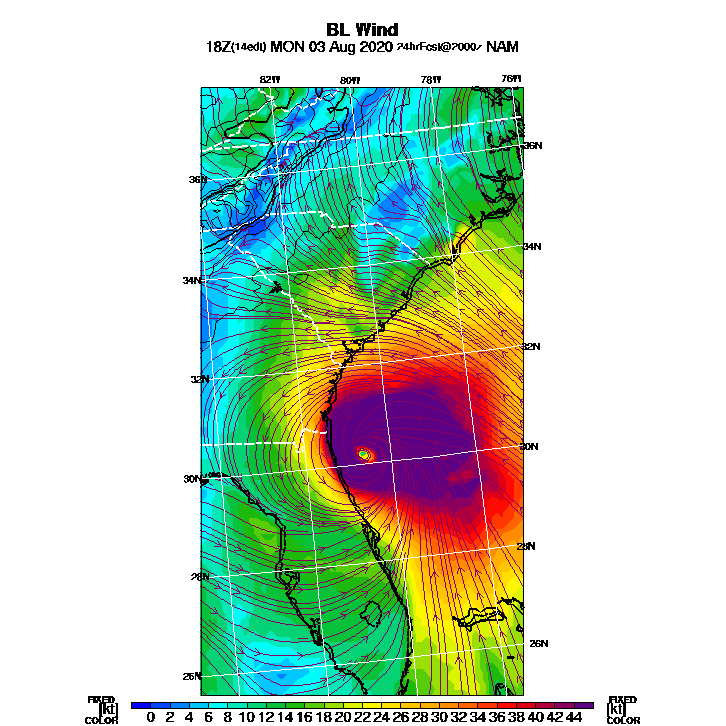 BL Wind
18Z(14edt) MON 03 Aug 2020 24hrFcst@2000z NAM
82W 80W 78W 76W
36N 36N
34N 34N
32N 32N
30N 30N
28N 28N
26N 26N
FIXED FIXED
[kt] 0 2 4 6 8 10 12 14 16 18 20 22 24 26 28 30 32 34 36 38 40 42 44 [kt]
COLOR COLOR